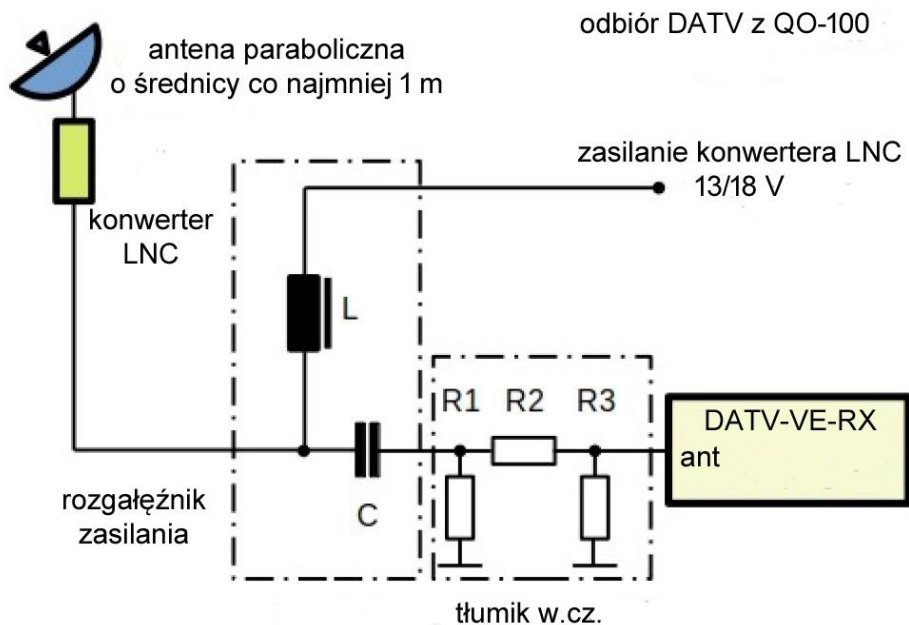 odbiór DATV z QO-100
antena paraboliczna
o średnicy co najmniej 1 m
zasilanie konwertera LNC
13/18 V
konwerter
LNC
L
R1 R2 R3
DATV-VE-RX
ant
C
rozgałęźnik
zasilania
tłumik w.cz.